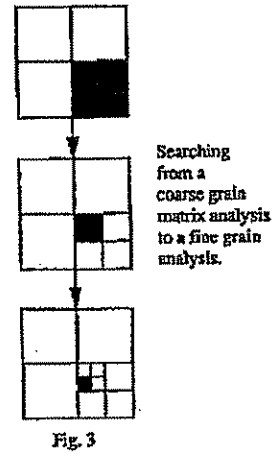 Searching
from a
coarse grain
matrix analysis
to a fine grain
analysis.
Fig. 3